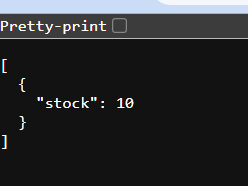 Pretty-print
[
  {
    "stock": 10
  }
]